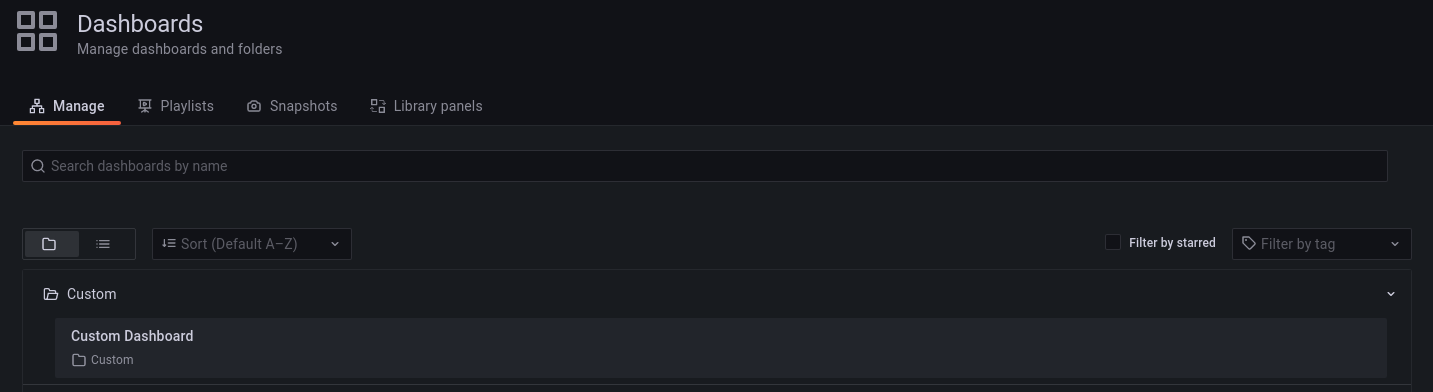 Dashboards
Manage dashboards and folders
Manage Playlists Snapshots Library panels
Search dashboards by name
Sort (Default A–Z) Filter by starred Filter by tag
Custom
Custom Dashboard
Custom